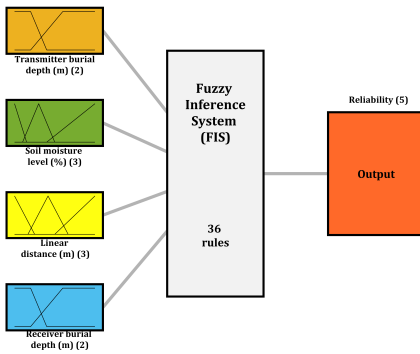 Transmitter burial
depth (m) (2)
Soil moisture
level (%) (3)
Linear
distance (m) (3)
Receiver burial
depth (m) (2)
Fuzzy
Inference
System
(FIS)
36
rules
Reliability (5)
Output